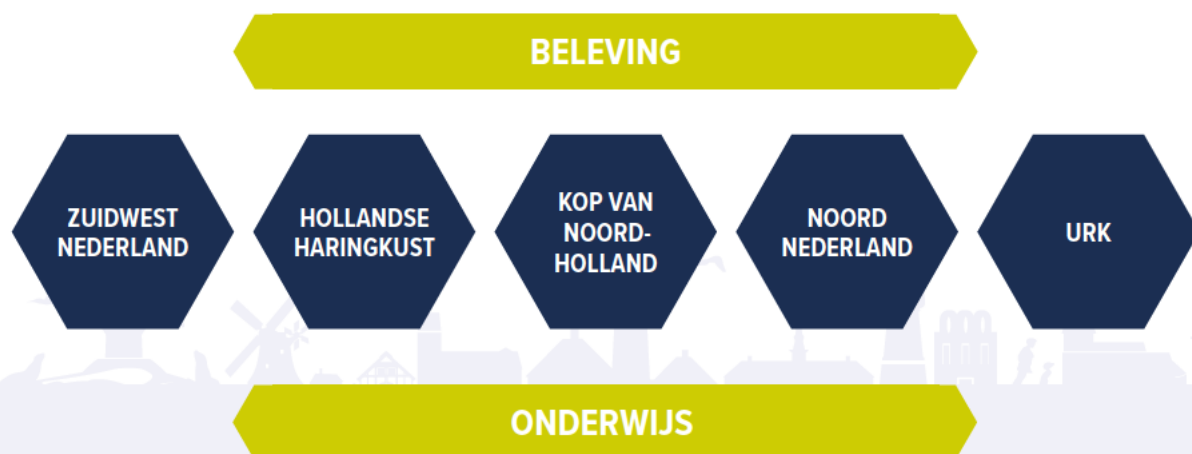 BELEVING
ZUIDWEST
NEDERLAND
HOLLANDSE
HARINGKUST
KOP VAN
NOORD-
HOLLAND
NOORD
NEDERLAND
URK
ONDERWIJS